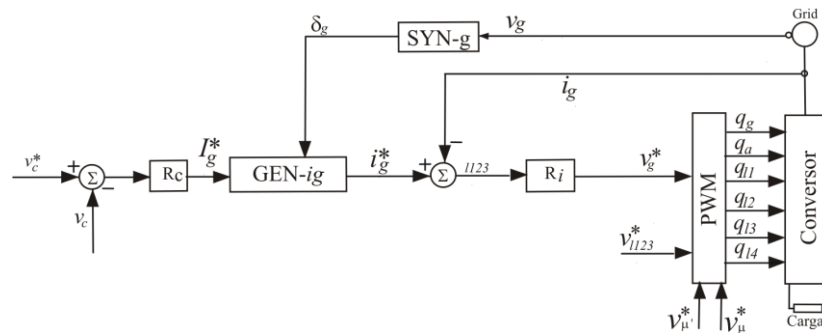 Grid
δg
SYN-g
vg
ig
qg
qa
ql1
ql2
ql3
ql4
PWM
Conversor
Carga
vc*
+
Σ
−
vc
Rc
Ig*
GEN-ig
ig*
+
−
Σ
l123
Ri
vg*
vl123*
vμ'*
vμ*